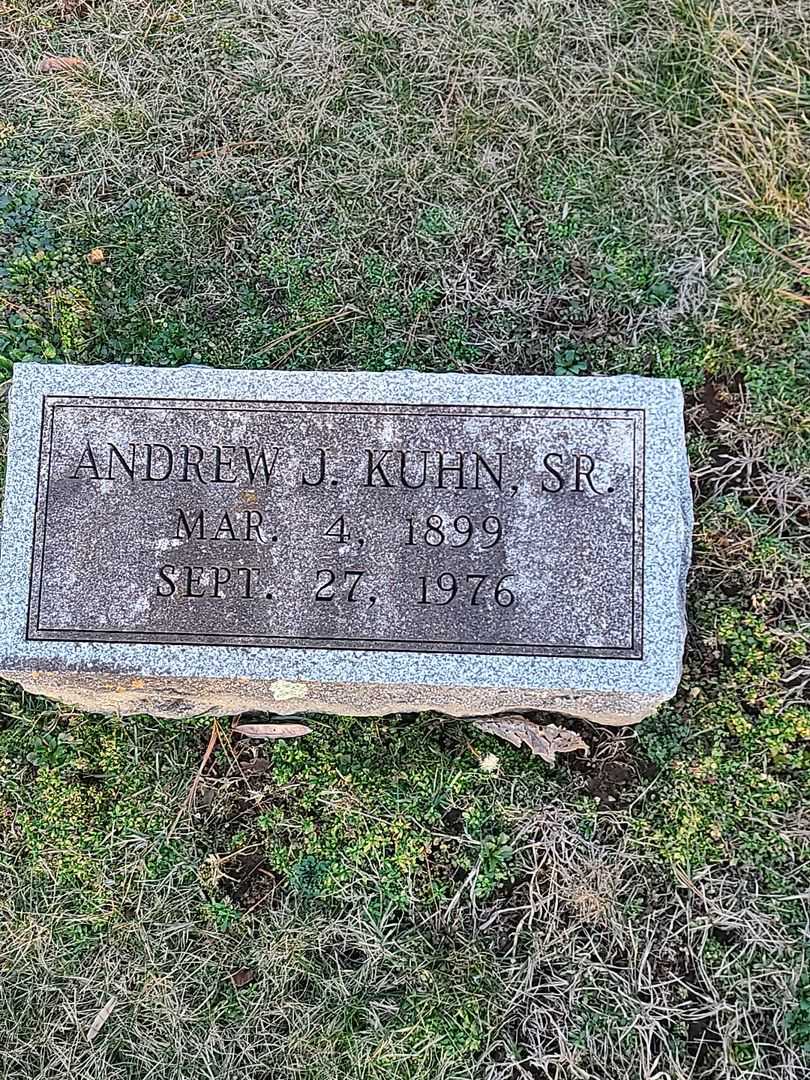 ANDREW J. KUHN, SR.
MAR. 4, 1899
SEPT. 27, 1976